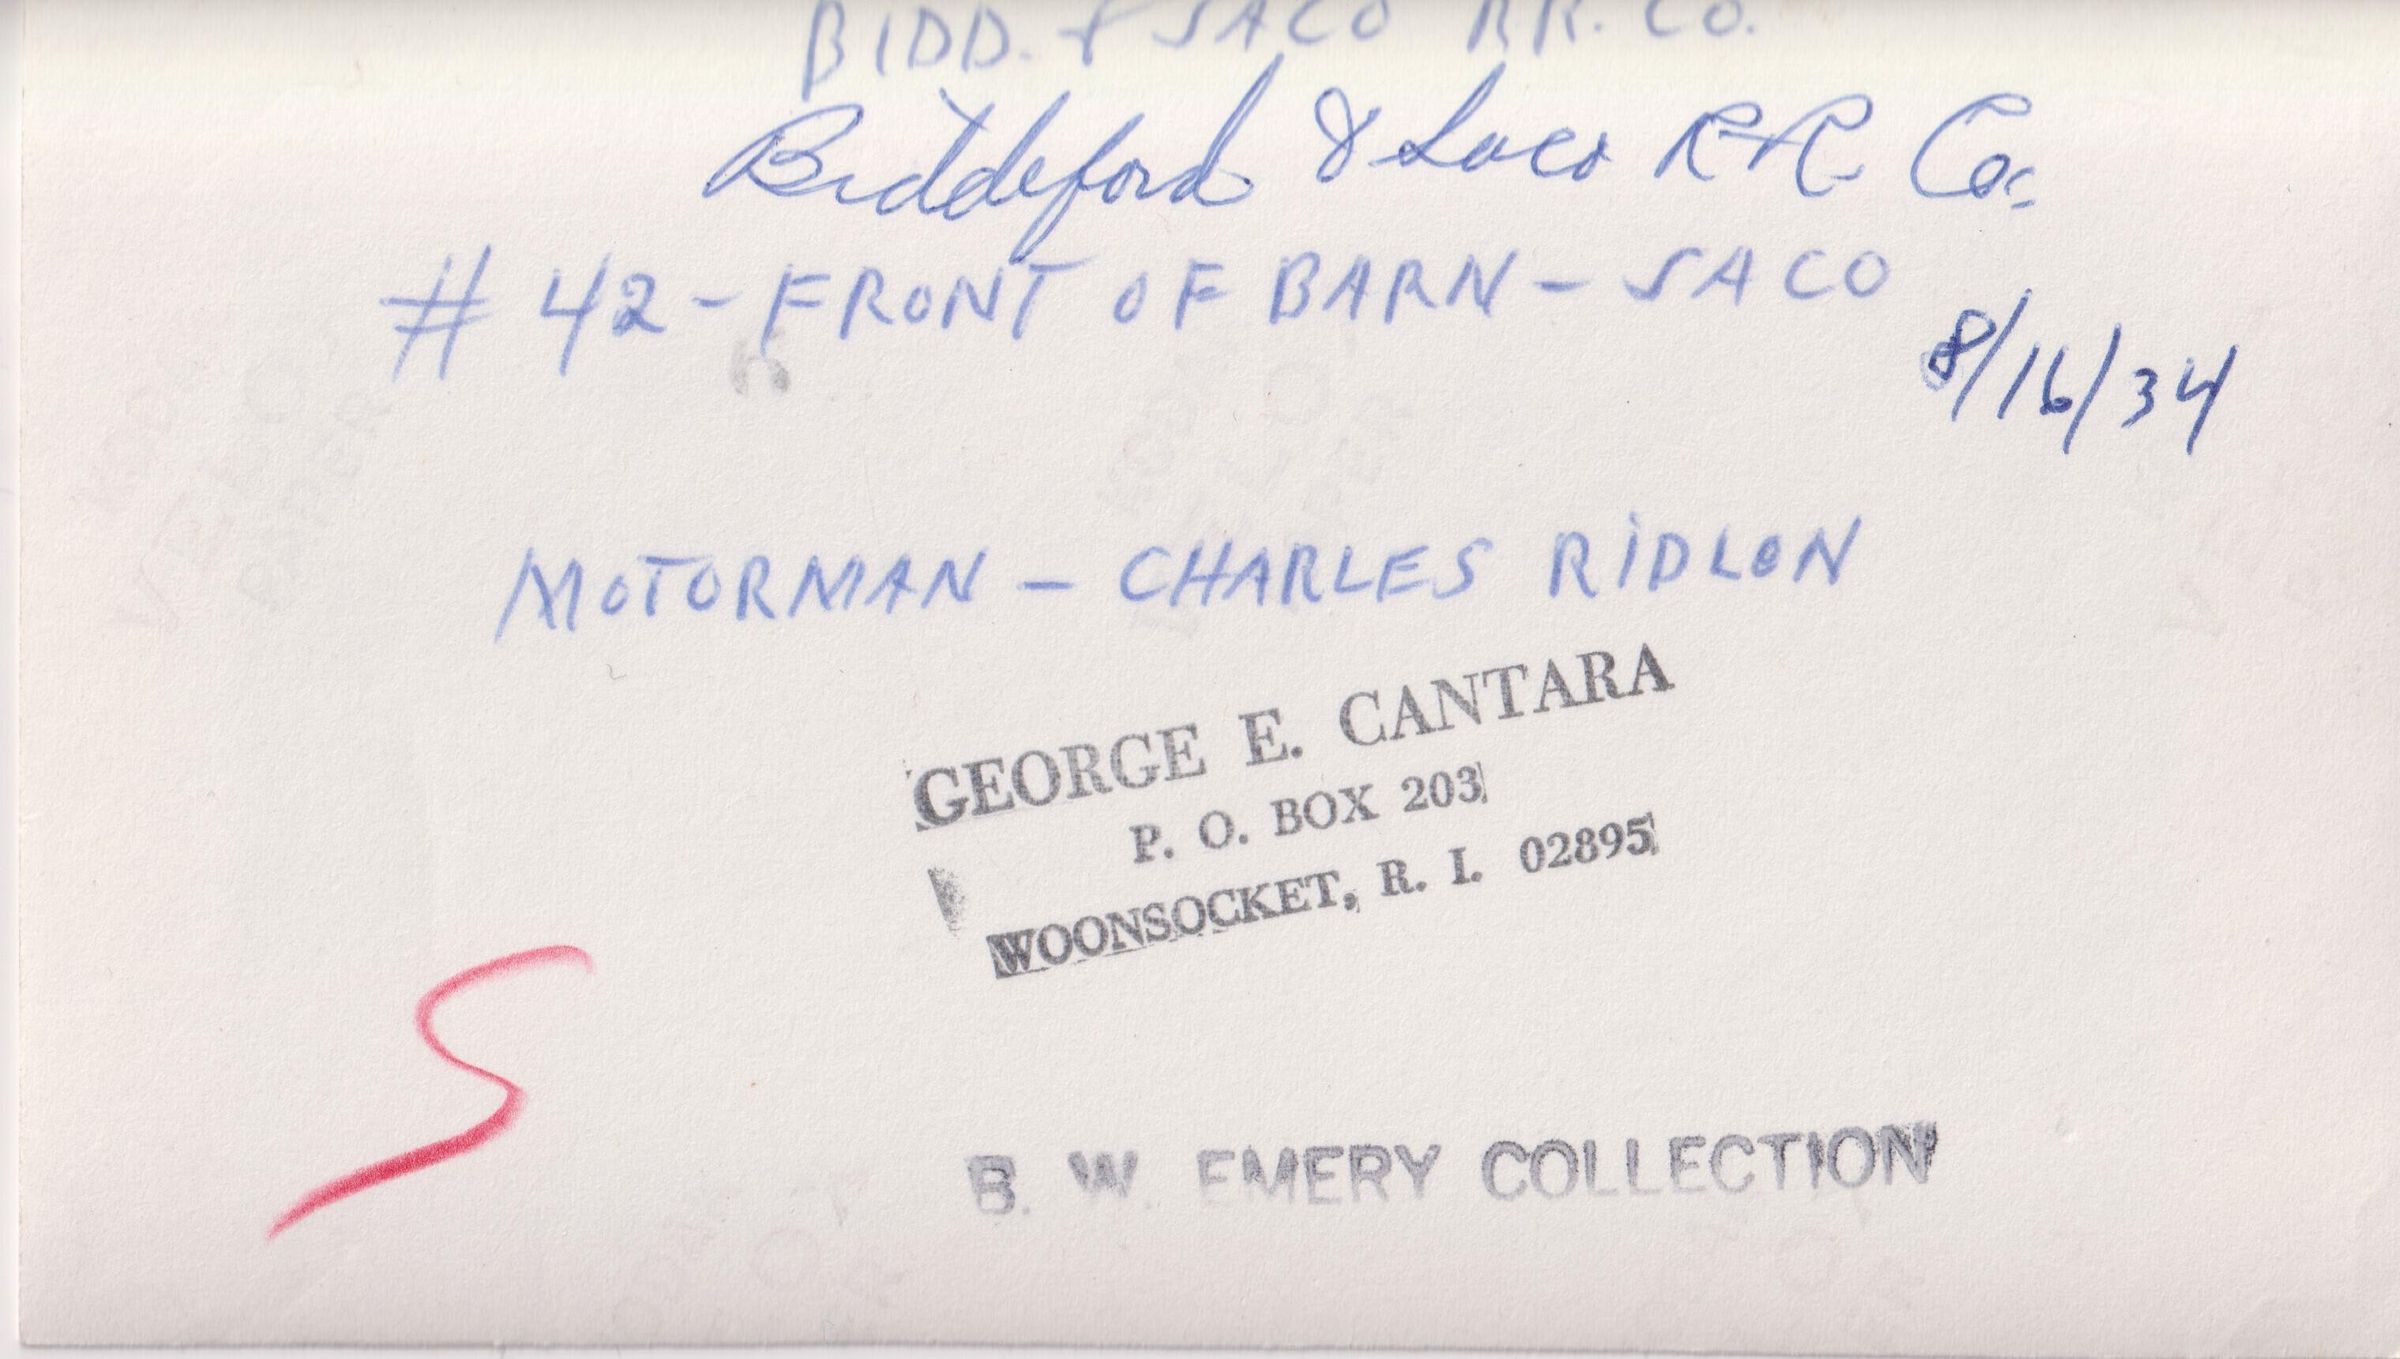 BIDD. & SACO R.R. CO.
Biddeford & Saco R.R. Co.
# 42 - FRONT OF BARN - SACO
8/16/34
MOTORMAN - CHARLES RIDLON
GEORGE E. CANTARA
P. O. BOX 203
WOONSOCKET, R. I. 02895
S
B. W. EMERY COLLECTION